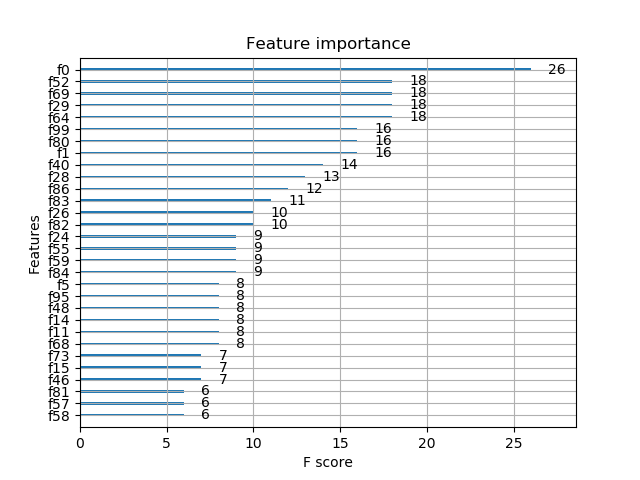 Feature importance
Features
f0 26
f52 18
f69 18
f29 18
f64 18
f99 16
f80 16
f1 16
f40 14
f28 13
f86 12
f83 11
f26 10
f82 10
f24 9
f55 9
f59 9
f84 9
f5 8
f95 8
f48 8
f14 8
f11 8
f68 8
f73 7
f15 7
f46 7
f81 6
f57 6
f58 6
0 5 10 15 20 25
F score